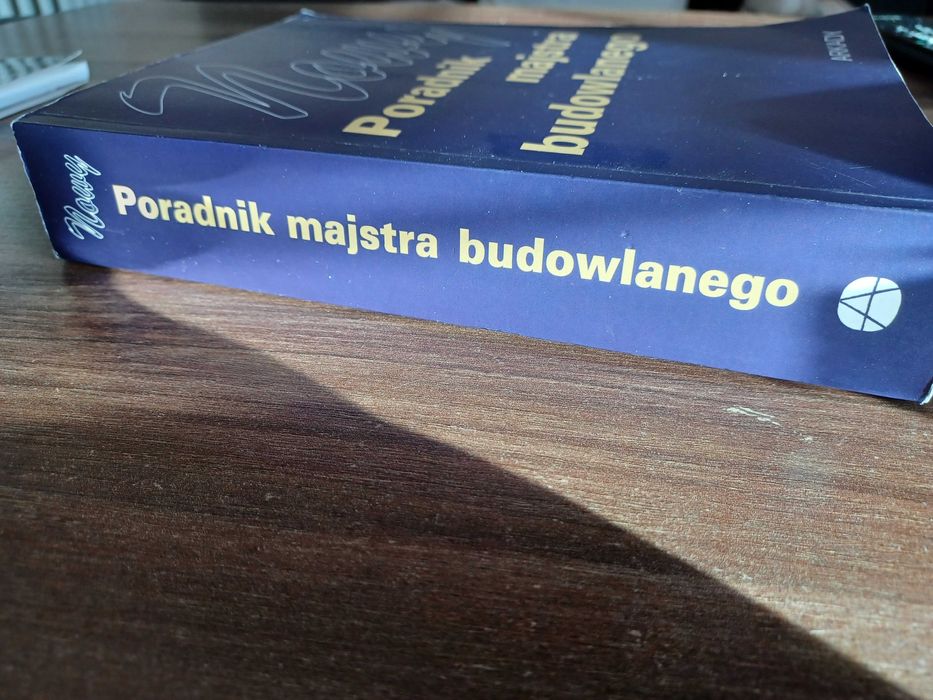 Nowy
Poradnik
majstra
budowlanego
ARKADY
Nowy Poradnik majstra budowlanego